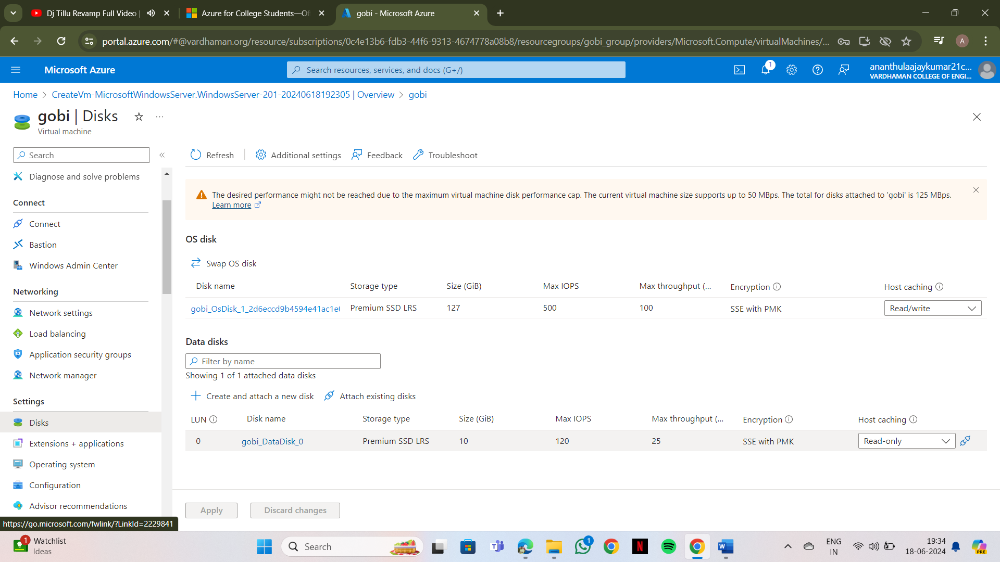 Dj Tillu Revamp Full Video |
Azure for College Students—Of
gobi - Microsoft Azure
portal.azure.com/#@vardhaman.org/resource/subscriptions/0c4e13b6-fdb3-44f6-9313-4674778a08b8/resourcegroups/gobi_group/providers/Microsoft.Compute/virtualMachines/...
A
Microsoft Azure
Search resources, services, and docs (G+/)
1
ananthulaajaykumar21c...
VARDHAMAN COLLEGE OF ENGI...
Home > CreateVm-MicrosoftWindowsServer.WindowsServer-201-20240618192305 | Overview > gobi
gobi | Disks
Virtual machine
Search
Diagnose and solve problems
Connect
Connect
Bastion
Windows Admin Center
Networking
Network settings
Load balancing
Application security groups
Network manager
Settings
Disks
Extensions + applications
Operating system
Configuration
Advisor recommendations
https://go.microsoft.com/fwlink/?LinkId=2229841
Refresh
Additional settings
Feedback
Troubleshoot
The desired performance might not be reached due to the maximum virtual machine disk performance cap. The current virtual machine size supports up to 50 MBps. The total for disks attached to 'gobi' is 125 MBps.
Learn more
OS disk
Swap OS disk
Disk name Storage type Size (GiB) Max IOPS Max throughput (... Encryption Host caching
gobi_OsDisk_1_2d6eccd9b4594e41ac1e0 Premium SSD LRS 127 500 100 SSE with PMK Read/write
Data disks
Filter by name
Showing 1 of 1 attached data disks
Create and attach a new disk
Attach existing disks
LUN Disk name Storage type Size (GiB) Max IOPS Max throughput (... Encryption Host caching
0 gobi_DataDisk_0 Premium SSD LRS 10 120 25 SSE with PMK Read-only
Apply
Discard changes
1
Watchlist
Ideas
Search
1
ENG
IN
19:34
18-06-2024
PRE